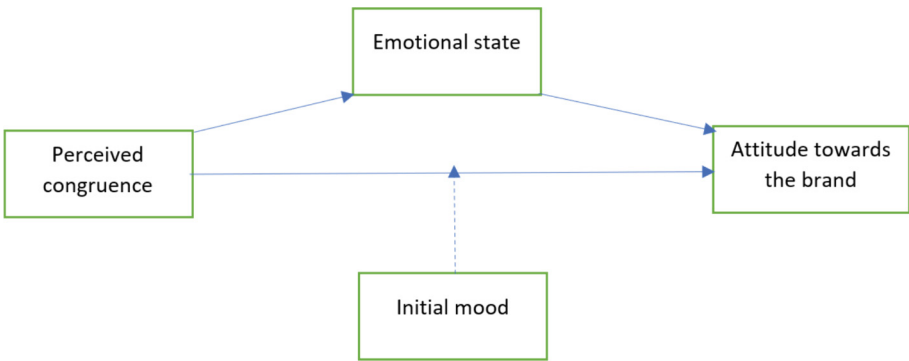 Emotional state
Perceived
congruence
Attitude towards
the brand
Initial mood